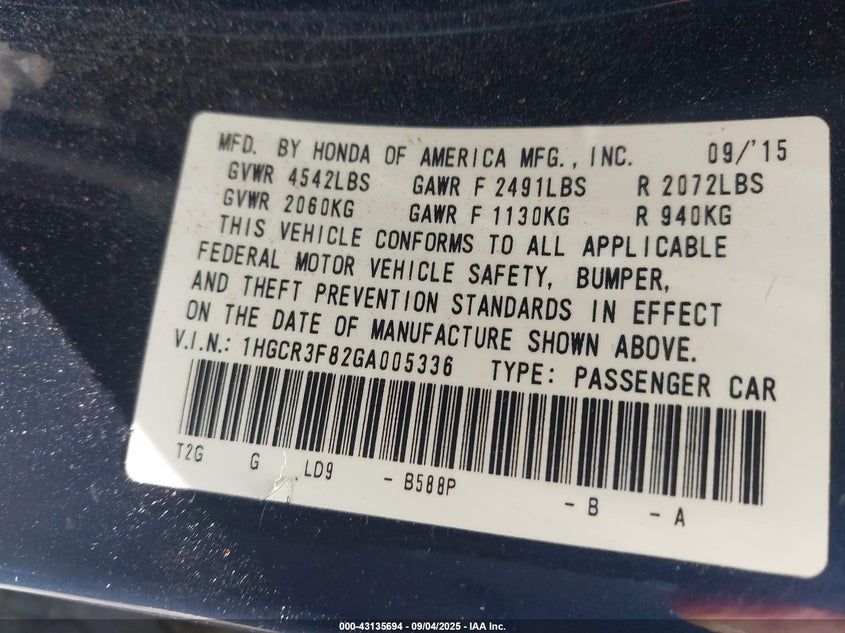 MFD. BY HONDA OF AMERICA MFG., INC. 09/'15
GVWR 4542LBS GAWR F 2491LBS R 2072LBS
GVWR 2060KG GAWR F 1130KG R 940KG
THIS VEHICLE CONFORMS TO ALL APPLICABLE
FEDERAL MOTOR VEHICLE SAFETY, BUMPER,
AND THEFT PREVENTION STANDARDS IN EFFECT
ON THE DATE OF MANUFACTURE SHOWN ABOVE.
V.I.N.: 1HGCR3F82GA005336 TYPE: PASSENGER CAR
T2G G LD9 - B588P - B - A
000-43135694 - 09/04/2025 - IAA Inc.